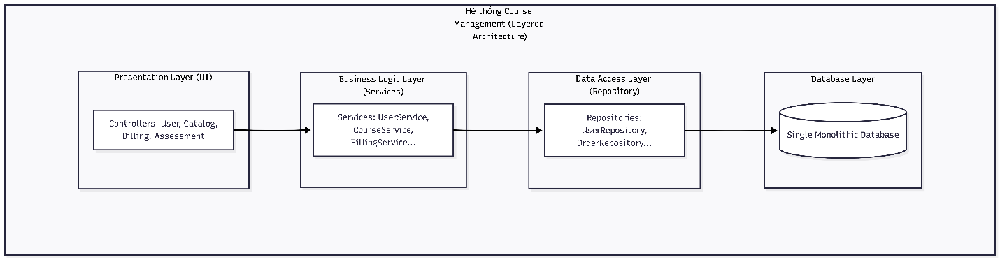 Hệ thống Course
Management (Layered
Architecture)
Presentation Layer (UI)
Controllers: User, Catalog,
Billing, Assessment
Business Logic Layer
(Services)
Services: UserService,
CourseService,
BillingService...
Data Access Layer
(Repository)
Repositories:
UserRepository,
OrderRepository...
Database Layer
Single Monolithic Database